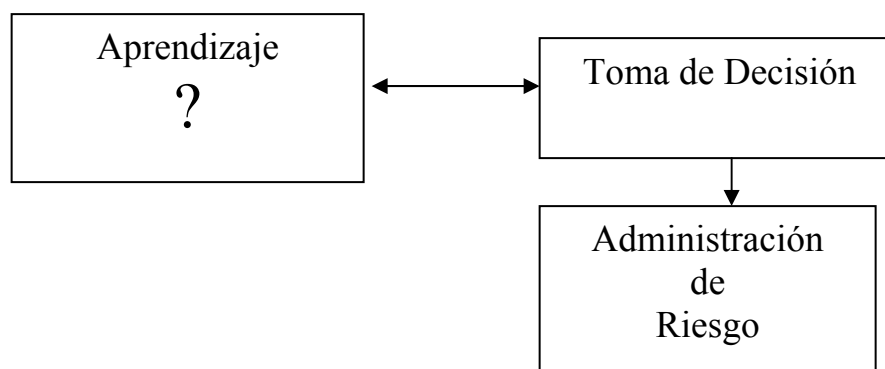 Aprendizaje
?
Toma de Decisión
Administración
de
Riesgo